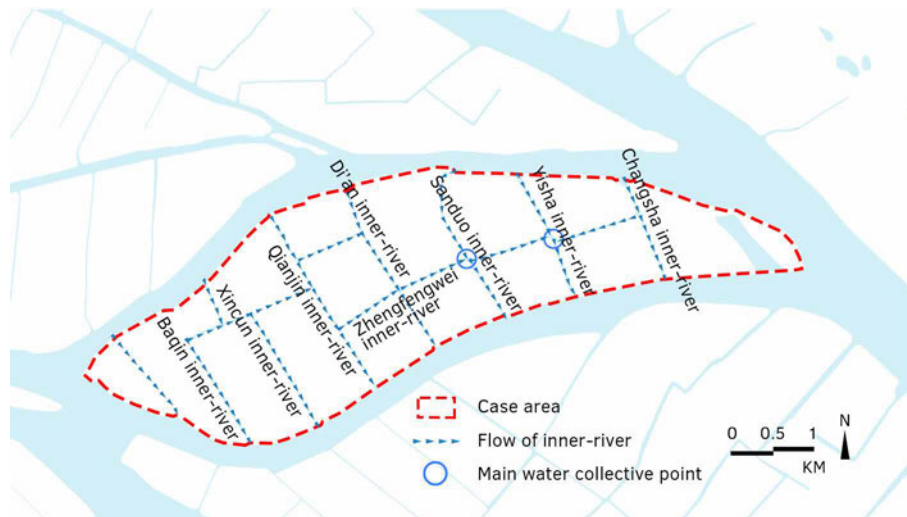 Di'an inner-river
Sanduo inner-river
Yisha inner-river
Changsha inner-river
Qianjin inner-river
Zhengfengwei
inner-river
Xincun inner-river
Baqin inner-river
Case area
Flow of inner-river
Main water collective point
0 0.5 1
KM
N